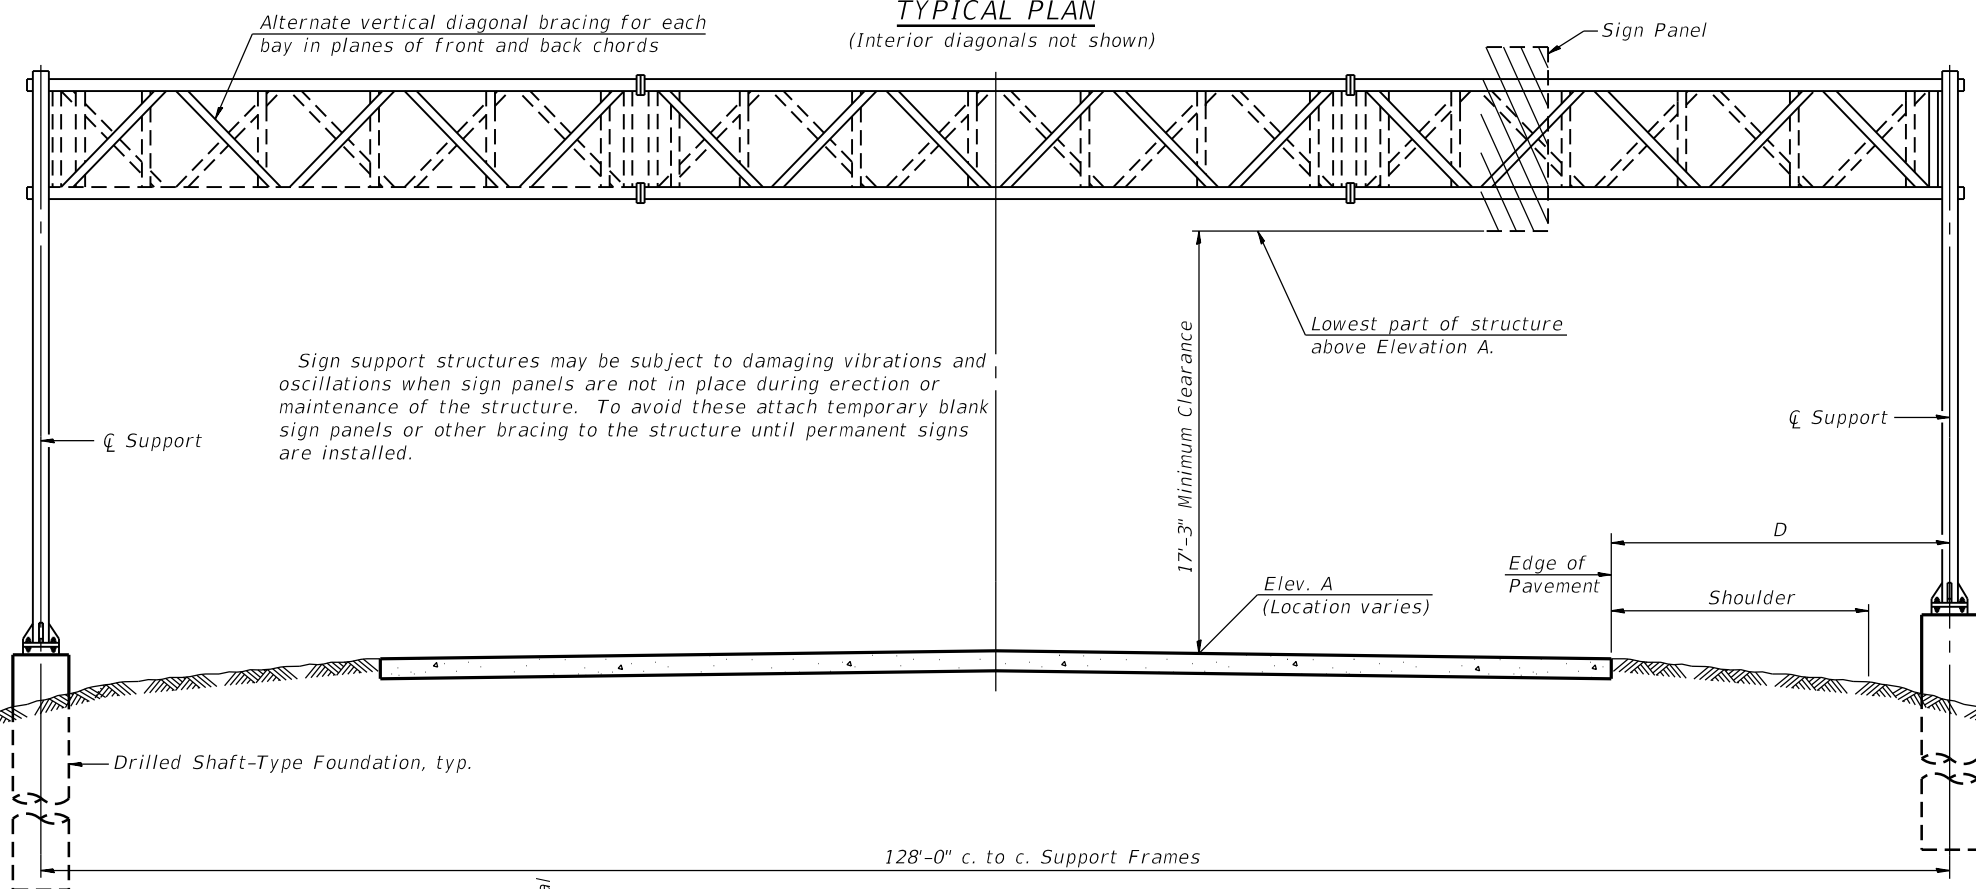 TYPICAL PLAN
(Interior diagonals not shown)
Alternate vertical diagonal bracing for each
bay in planes of front and back chords
Sign Panel
Lowest part of structure
above Elevation A.
17'-3" Minimum Clearance
Sign support structures may be subject to damaging vibrations and
oscillations when sign panels are not in place during erection or
maintenance of the structure. To avoid these attach temporary blank
sign panels or other bracing to the structure until permanent signs
are installed.
℄ Support
℄ Support
D
Edge of
Pavement
Shoulder
Elev. A
(Location varies)
Drilled Shaft-Type Foundation, typ.
128'-0" c. to c. Support Frames